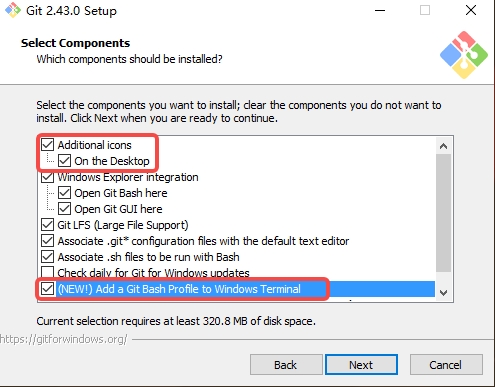 Git 2.43.0 Setup
Select Components
Which components should be installed?
Select the components you want to install; clear the components you do not want to
install. Click Next when you are ready to continue.
Additional icons
On the Desktop
Windows Explorer integration
Open Git Bash here
Open Git GUI here
Git LFS (Large File Support)
Associate .git* configuration files with the default text editor
Associate .sh files to be run with Bash
Check daily for Git for Windows updates
(NEW!) Add a Git Bash Profile to Windows Terminal
Current selection requires at least 320.8 MB of disk space.
https://gitforwindows.org/
Back
Next
Cancel